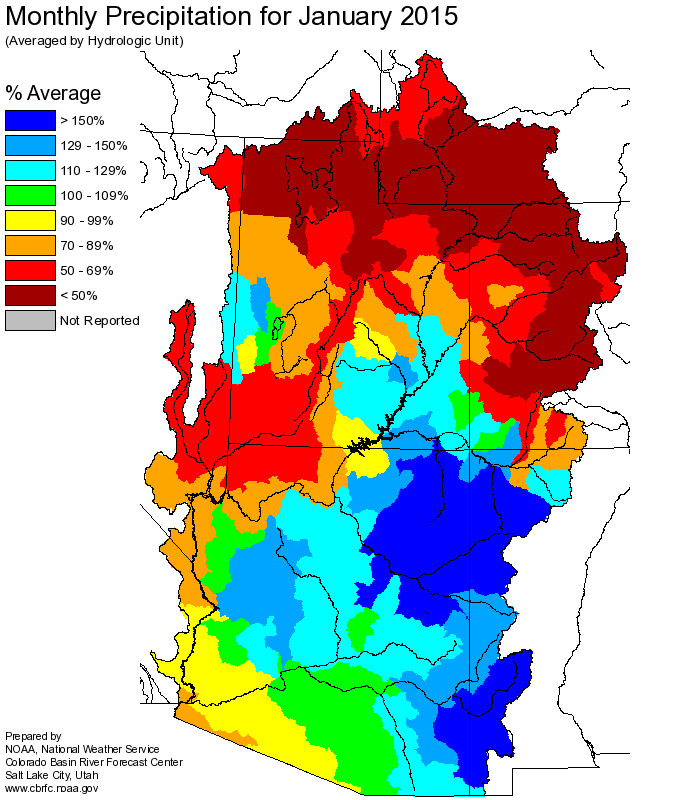 Monthly Precipitation for January 2015
(Averaged by Hydrologic Unit)
% Average
> 150%
129 - 150%
110 - 129%
100 - 109%
90 - 99%
70 - 89%
50 - 69%
< 50%
Not Reported
Prepared by
NOAA, National Weather Service
Colorado Basin River Forecast Center
Salt Lake City, Utah
www.cbrfc.noaa.gov